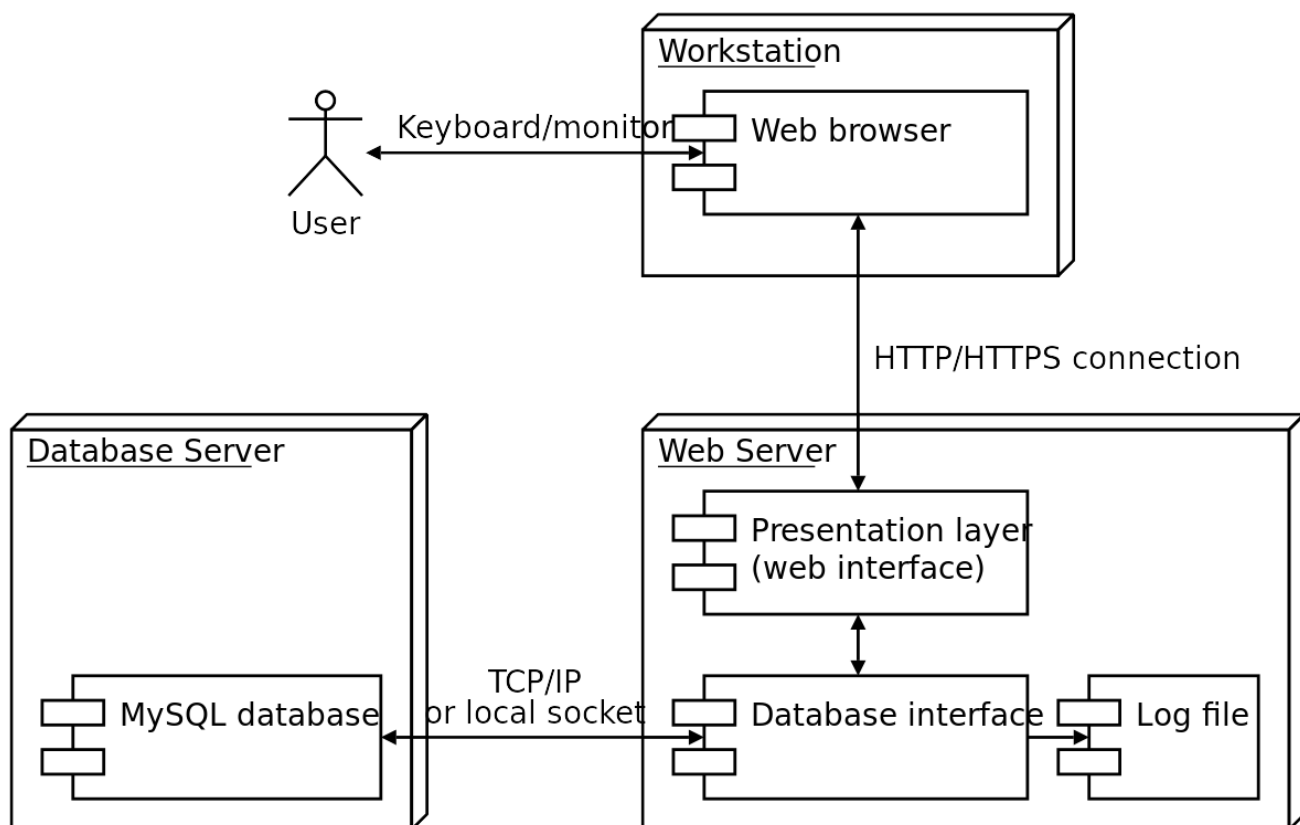 Workstation
Keyboard/monitor
Web browser
User
HTTP/HTTPS connection
Database Server
Web Server
Presentation layer
(web interface)
TCP/IP
or local socket
MySQL database
Database interface
Log file